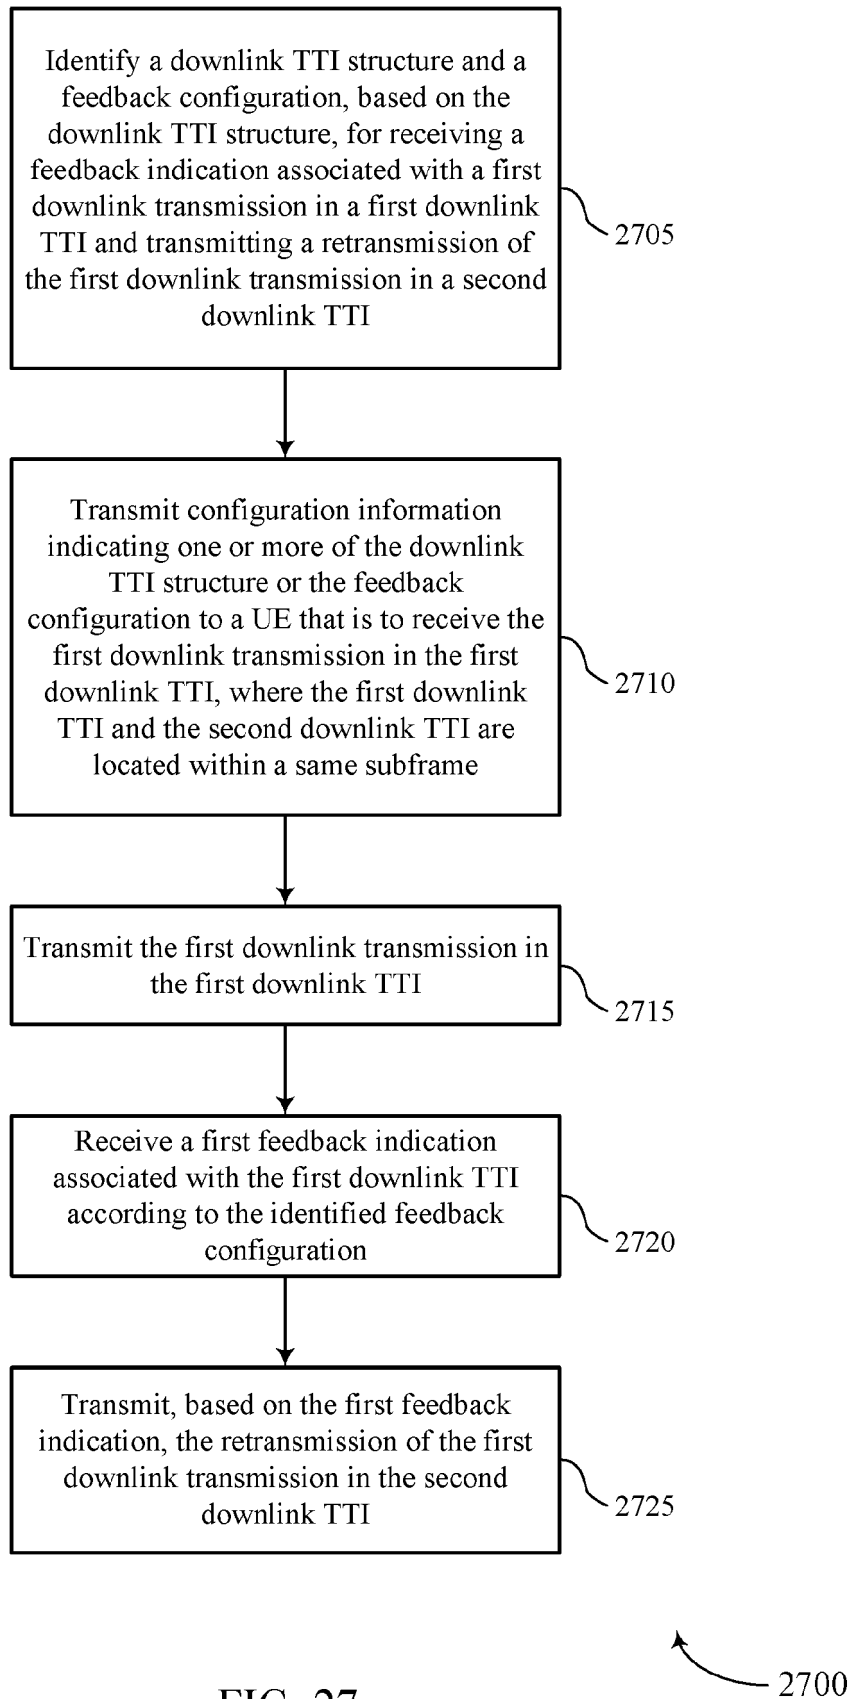 Identify a downlink TTI structure and a
feedback configuration, based on the
downlink TTI structure, for receiving a
feedback indication associated with a first
downlink transmission in a first downlink
TTI and transmitting a retransmission of
the first downlink transmission in a second
downlink TTI
2705
Transmit configuration information
indicating one or more of the downlink
TTI structure or the feedback
configuration to a UE that is to receive the
first downlink transmission in the first
downlink TTI, where the first downlink
TTI and the second downlink TTI are
located within a same subframe
2710
Transmit the first downlink transmission in
the first downlink TTI
2715
Receive a first feedback indication
associated with the first downlink TTI
according to the identified feedback
configuration
2720
Transmit, based on the first feedback
indication, the retransmission of the first
downlink transmission in the second
downlink TTI
2725
2700
FIG. 27